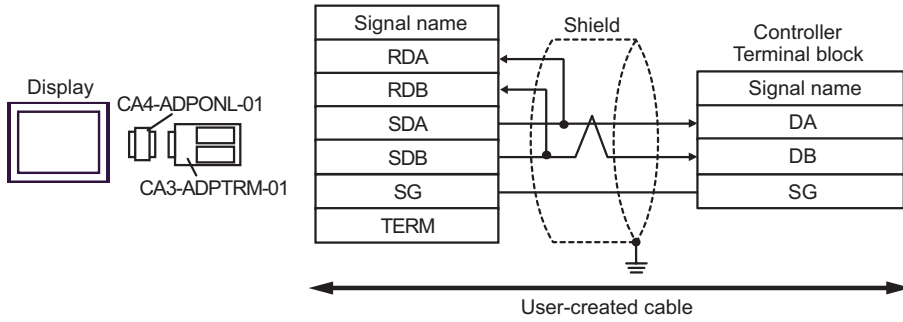 Display
CA4-ADPONL-01
CA3-ADPTRM-01
Signal name
RDA
RDB
SDA
SDB
SG
TERM
Shield
Controller
Terminal block
Signal name
DA
DB
SG
User-created cable